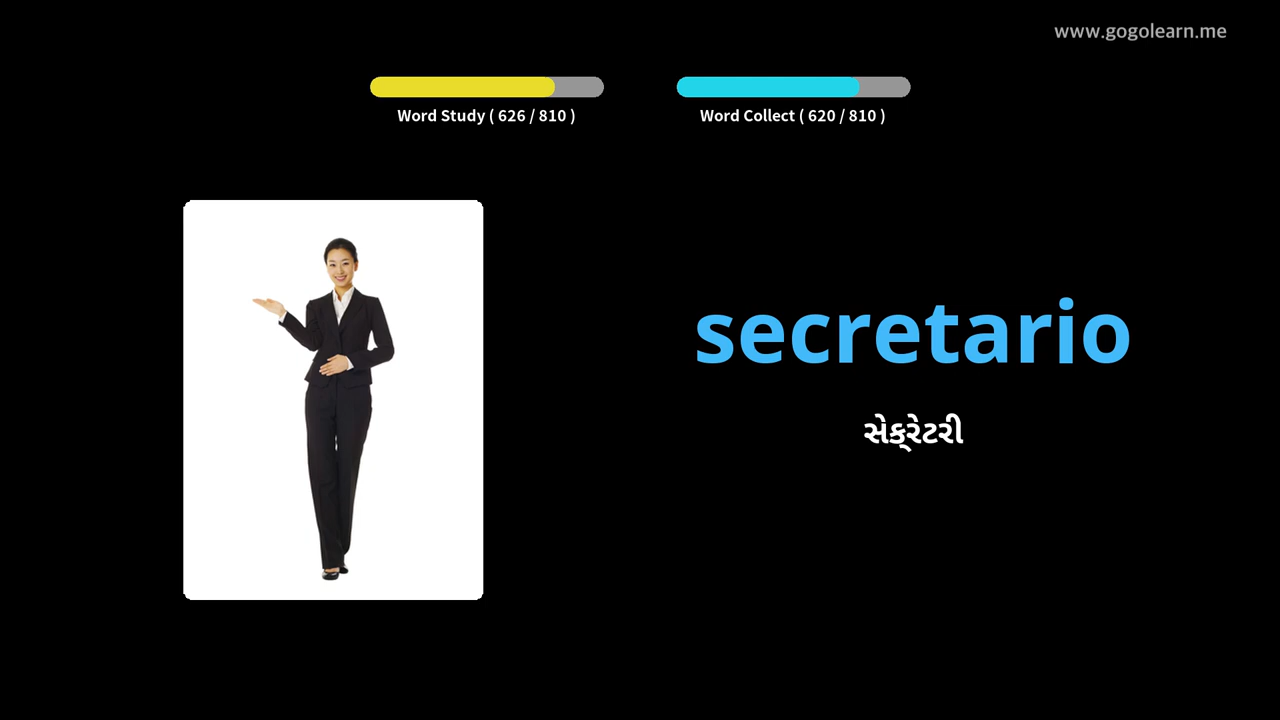 www.gogolearn.me
Word Study ( 626 / 810 )
Word Collect ( 620 / 810 )
secretario
સેક્રેટરી